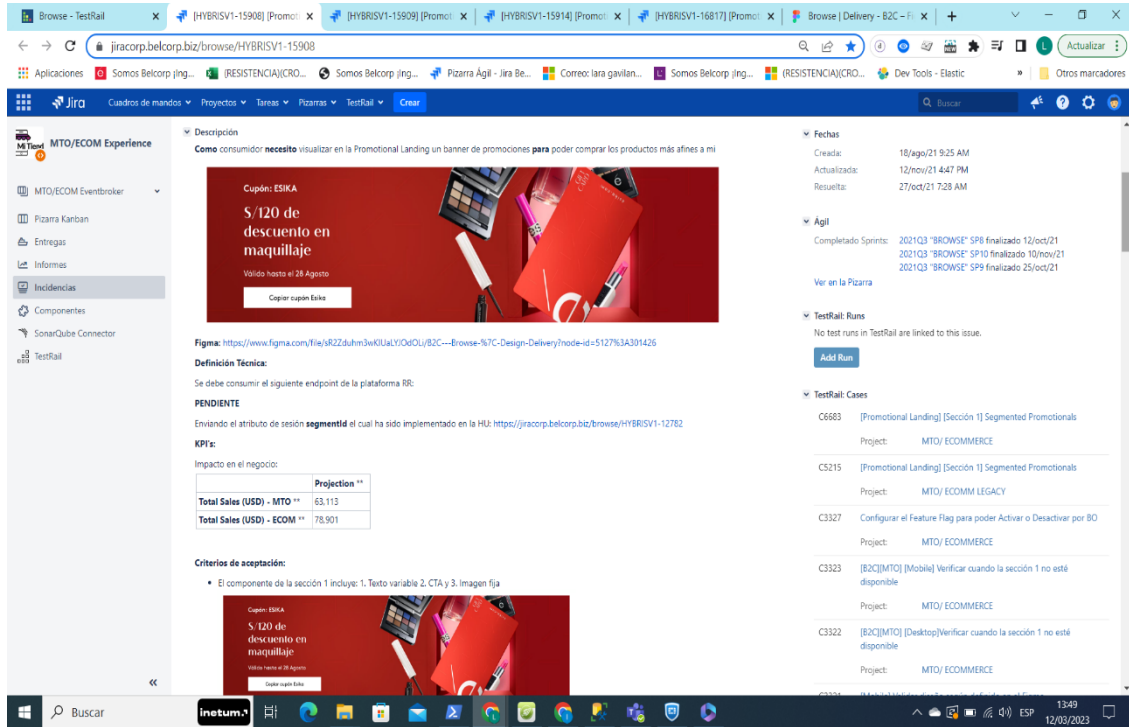 Browse - TestRail
[HYBRISV1-15908] [Promoti
[HYBRISV1-15909] [Promoti
[HYBRISV1-15914] [Promoti
[HYBRISV1-16817] [Promoti
Browse | Delivery - B2C – Fi
jiracorp.belcorp.biz/browse/HYBRISV1-15908
Actualizar
Aplicaciones
Somos Belcorp ¡Ing...
(RESISTENCIA)(CRO...
Somos Belcorp ¡Ing...
Pizarra Ágil - Jira Be...
Correo: lara gavilan...
Somos Belcorp ¡Ing...
(RESISTENCIA)(CRO...
Dev Tools - Elastic
»
Otros marcadores
Jira
Cuadros de mandos
Proyectos
Tareas
Pizarras
TestRail
Crear
Buscar
MTO/ECOM Experience
MTO/ECOM Eventbroker
Pizarra Kanban
Entregas
Informes
Incidencias
Componentes
SonarQube Connector
TestRail
«
Descripción
Como consumidor necesito visualizar en la Promotional Landing un banner de promociones para poder comprar los productos más afines a mi
Cupón: ESIKA
S/120 de
descuento en
maquillaje
Válido hasta el 28 Agosto
Copiar cupón Esika
Figma: https://www.figma.com/file/sR2Zduhm3wKlUaLYJOdOLi/B2C---Browse-%7C-Design-Delivery?node-id=5127%3A301426
Definición Técnica:
Se debe consumir el siguiente endpoint de la plataforma RR:
PENDIENTE
Enviando el atributo de sesión segmentId el cual ha sido implementado en la HU: https://jiracorp.belcorp.biz/browse/HYBRISV1-12782
KPI's:
Impacto en el negocio:
Projection **
Total Sales (USD) - MTO ** 63,113
Total Sales (USD) - ECOM ** 78,901
Criterios de aceptación:
• El componente de la sección 1 incluye: 1. Texto variable 2. CTA y 3. Imagen fija
Cupón: ESIKA
S/120 de
descuento en
maquillaje
Válido hasta el 28 Agosto
Copiar cupón Esika
Fechas
Creada: 18/ago/21 9:25 AM
Actualizada: 12/nov/21 4:47 PM
Resuelta: 27/oct/21 7:28 AM
Ágil
Completado Sprints: 2021Q3 "BROWSE" SP8 finalizado 12/oct/21
2021Q3 "BROWSE" SP10 finalizado 10/nov/21
2021Q3 "BROWSE" SP9 finalizado 25/oct/21
Ver en la Pizarra
TestRail: Runs
No test runs in TestRail are linked to this issue.
Add Run
TestRail: Cases
C6683 [Promotional Landing] [Sección 1] Segmented Promotionals
Project: MTO/ ECOMMERCE
C5215 [Promotional Landing] [Sección 1] Segmented Promotionals
Project: MTO/ ECOMM LEGACY
C3327 Configurar el Feature Flag para poder Activar o Desactivar por BO
Project: MTO/ ECOMMERCE
C3323 [B2C][MTO] [Mobile] Verificar cuando la sección 1 no esté
disponible
Project: MTO/ ECOMMERCE
C3322 [B2C][MTO] [Desktop]Verificar cuando la sección 1 no esté
disponible
Project: MTO/ ECOMMERCE
Buscar
inetum.
ESP
13:49
12/03/2023